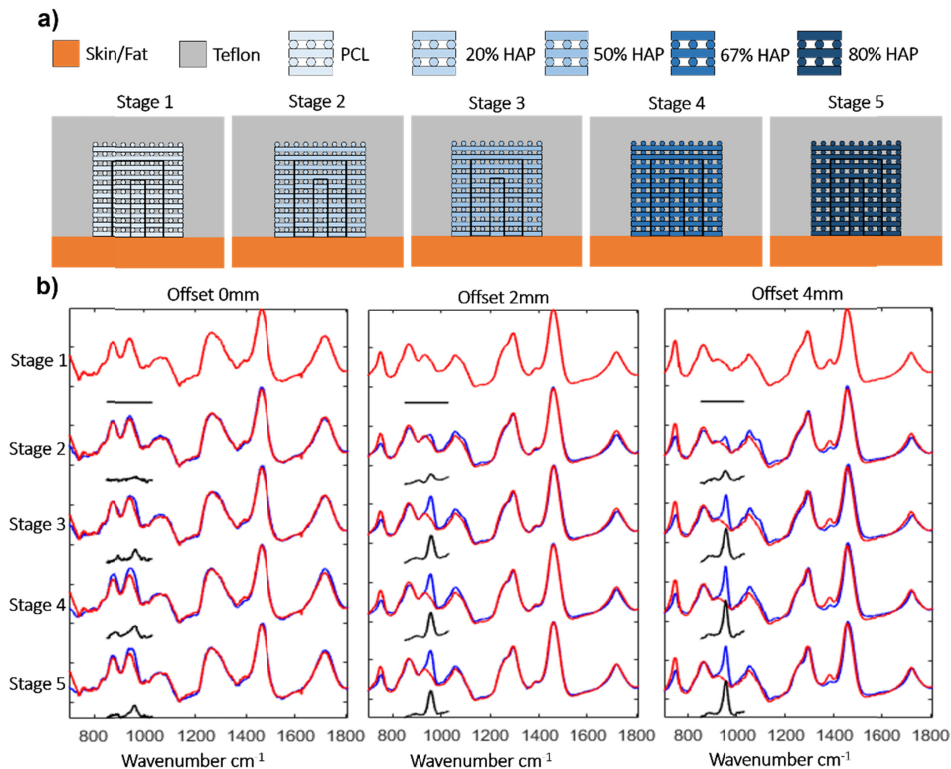 a)
Skin/Fat Teflon PCL 20% HAP 50% HAP 67% HAP 80% HAP
Stage 1 Stage 2 Stage 3 Stage 4 Stage 5
b)
Offset 0mm Offset 2mm Offset 4mm
Stage 1
Stage 2
Stage 3
Stage 4
Stage 5
800 1000 1200 1400 1600 1800 800 1000 1200 1400 1600 1800 800 1000 1200 1400 1600 1800
Wavenumber cm⁻¹ Wavenumber cm⁻¹ Wavenumber cm⁻¹